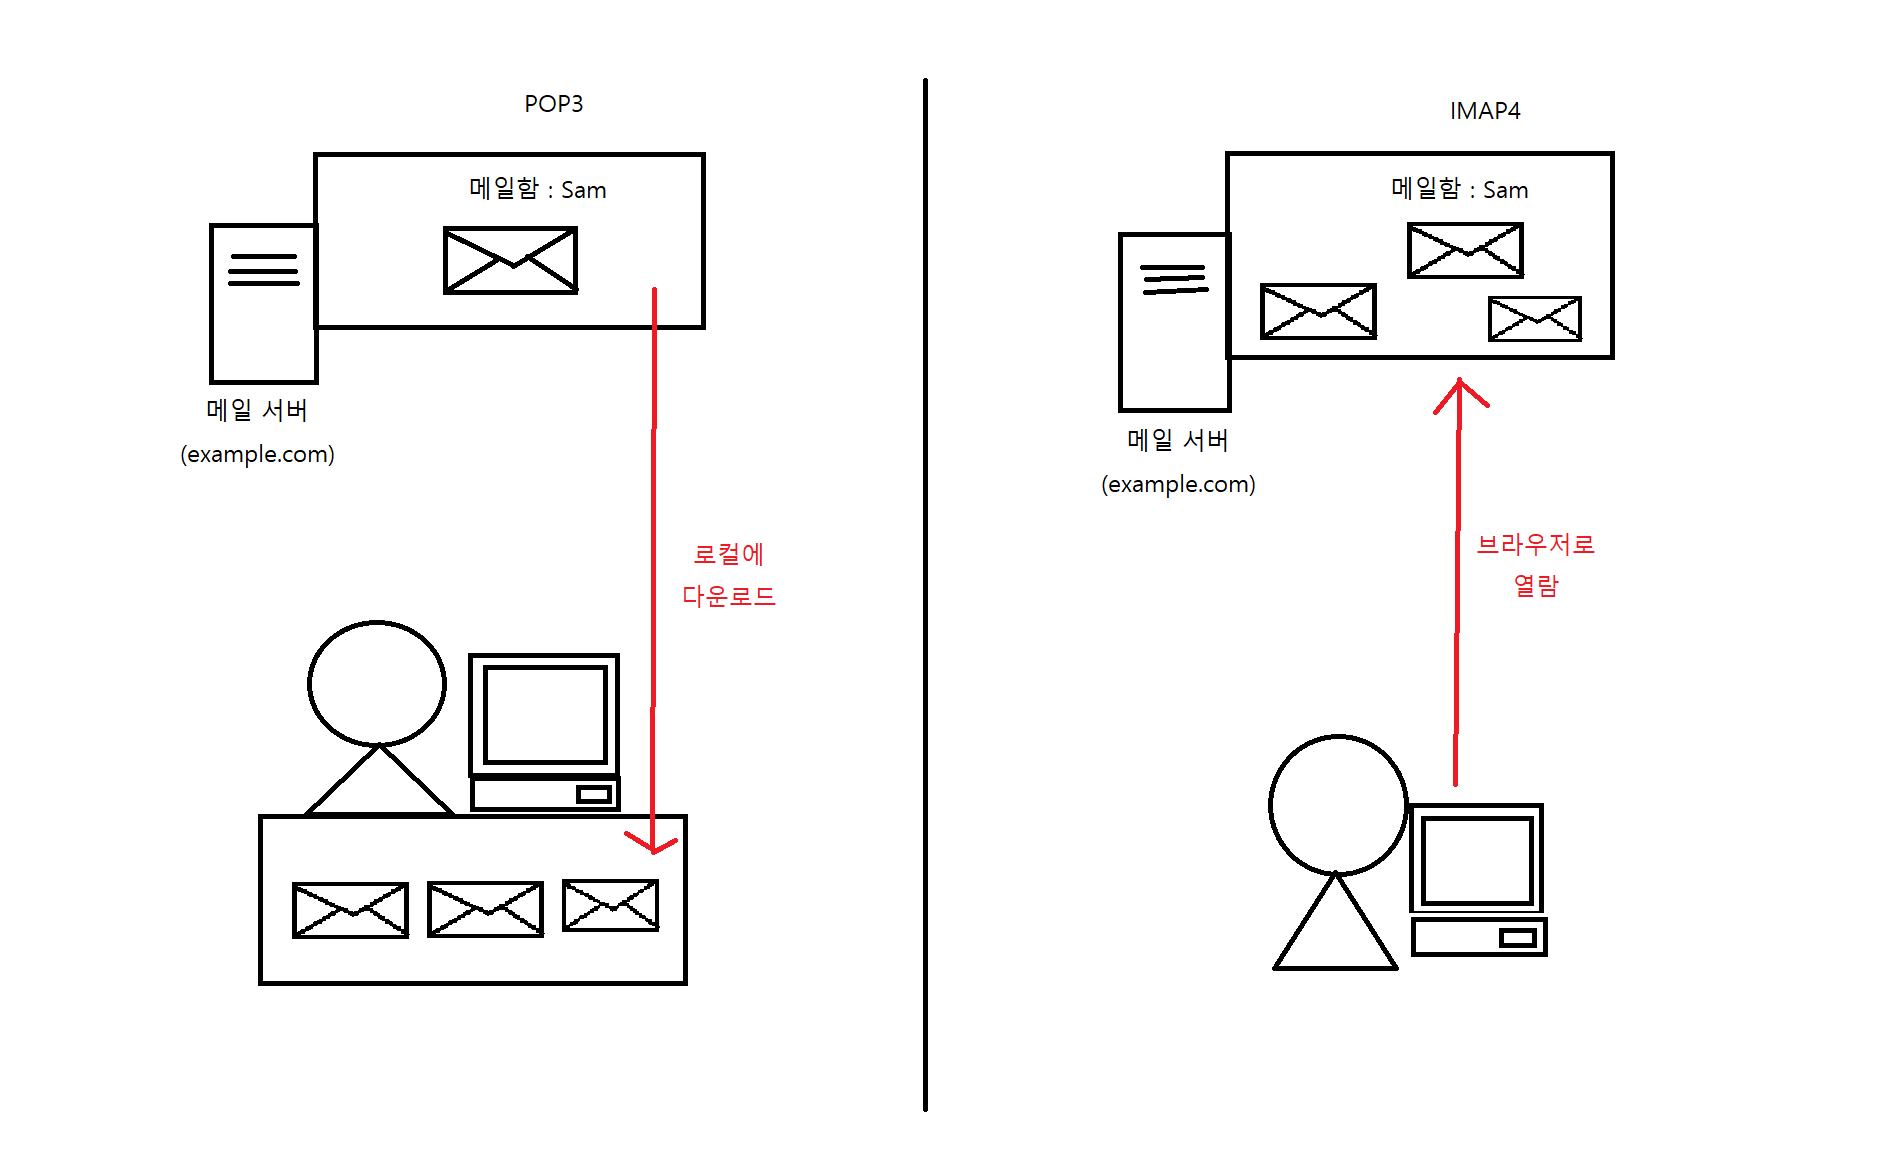 POP3
메일함 : Sam
메일 서버
(example.com)
로컬에
다운로드
IMAP4
메일함 : Sam
메일 서버
(example.com)
브라우저로
열람